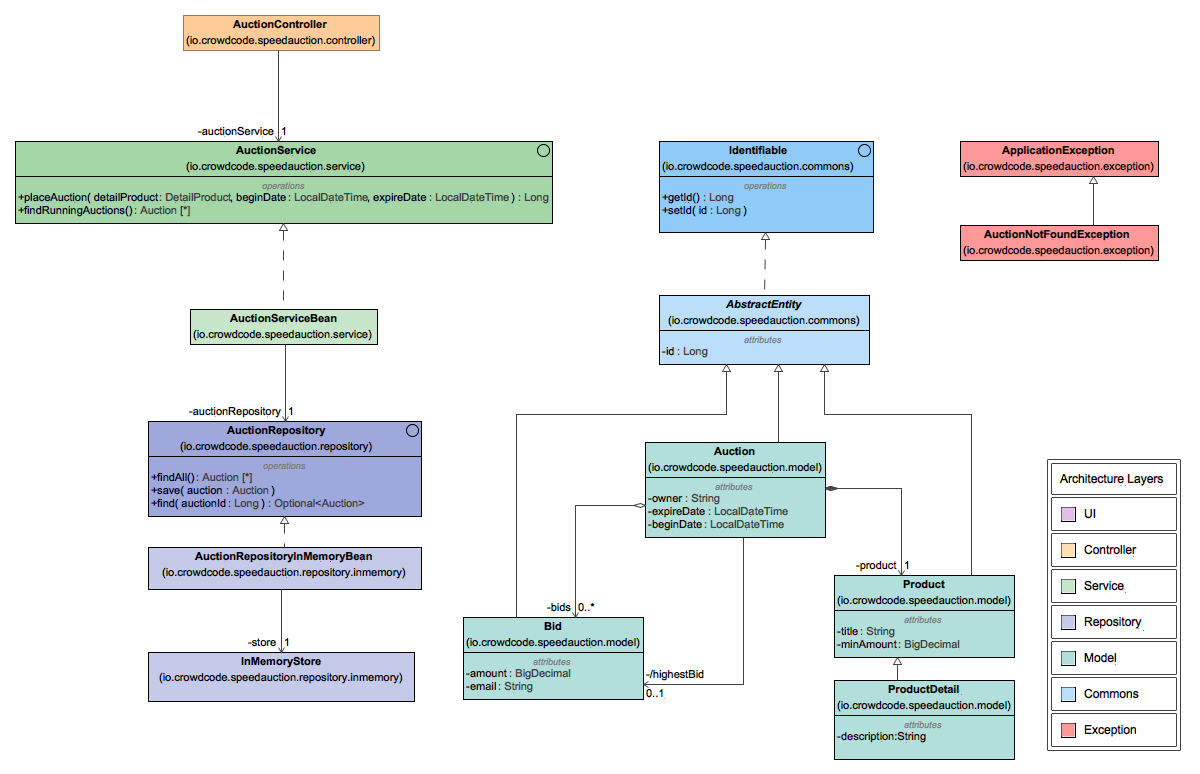 AuctionController
(io.crowdcode.speedauction.controller)
-auctionService 1
AuctionService
(io.crowdcode.speedauction.service)
operations
+placeAuction( detailProduct : DetailProduct, beginDate : LocalDateTime, expireDate : LocalDateTime ) : Long
+findRunningAuctions() : Auction [*]
AuctionServiceBean
(io.crowdcode.speedauction.service)
-auctionRepository 1
AuctionRepository
(io.crowdcode.speedauction.repository)
operations
+findAll() : Auction [*]
+save( auction : Auction )
+find( auctionId : Long ) : Optional<Auction>
AuctionRepositoryInMemoryBean
(io.crowdcode.speedauction.repository.inmemory)
-store 1
InMemoryStore
(io.crowdcode.speedauction.repository.inmemory)
Identifiable
(io.crowdcode.speedauction.commons)
operations
+getId() : Long
+setId( id : Long )
AbstractEntity
(io.crowdcode.speedauction.commons)
attributes
-id : Long
Auction
(io.crowdcode.speedauction.model)
attributes
-owner : String
-expireDate : LocalDateTime
-beginDate : LocalDateTime
-bids 0..*
Bid
(io.crowdcode.speedauction.model)
attributes
-amount : BigDecimal
-email : String
-/highestBid
0..1
-product 1
Product
(io.crowdcode.speedauction.model)
attributes
-title : String
-minAmount : BigDecimal
ProductDetail
(io.crowdcode.speedauction.model)
attributes
-description:String
ApplicationException
(io.crowdcode.speedauction.exception)
AuctionNotFoundException
(io.crowdcode.speedauction.exception)
Architecture Layers
UI
Controller
Service
Repository
Model
Commons
Exception